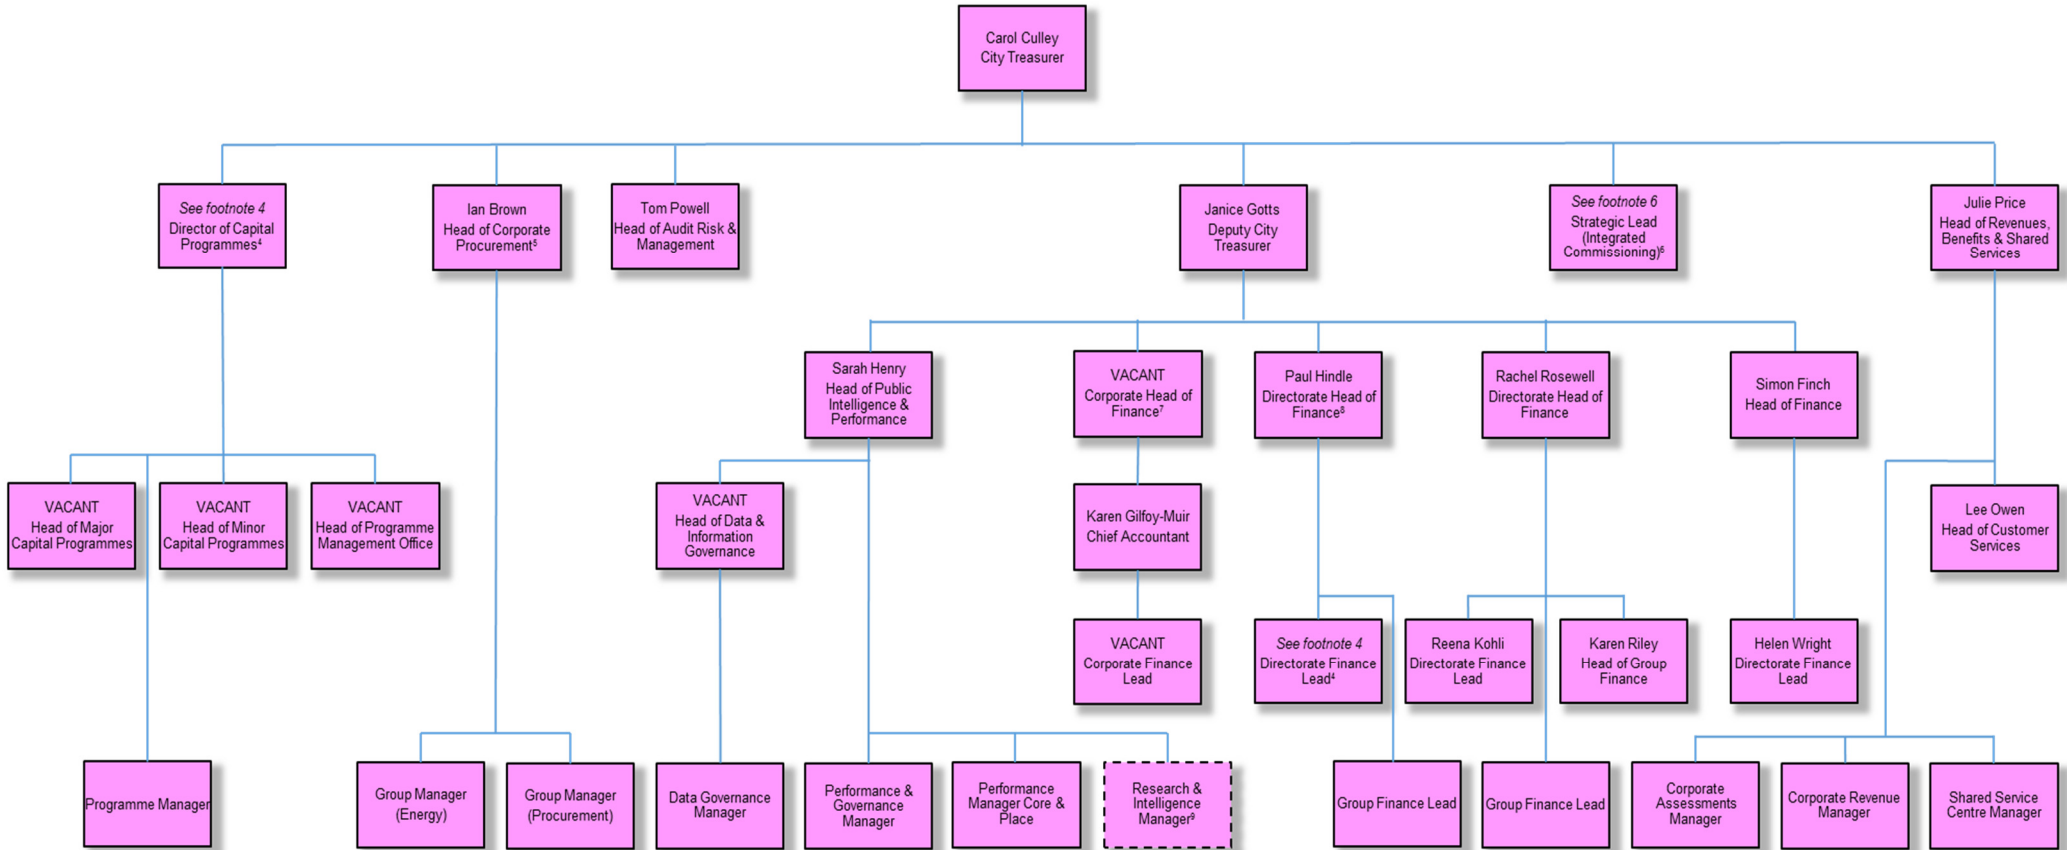 Carol Culley
City Treasurer
See footnote 4
Director of Capital
Programmes⁴
Ian Brown
Head of Corporate
Procurement⁵
Tom Powell
Head of Audit Risk &
Management
Janice Gotts
Deputy City
Treasurer
See footnote 6
Strategic Lead
(Integrated
Commissioning)⁶
Julie Price
Head of Revenues,
Benefits & Shared
Services
Sarah Henry
Head of Public
Intelligence &
Performance
VACANT
Corporate Head of
Finance⁷
Paul Hindle
Directorate Head of
Finance⁸
Rachel Rosewell
Directorate Head of
Finance
Simon Finch
Head of Finance
VACANT
Head of Major
Capital Programmes
VACANT
Head of Minor
Capital Programmes
VACANT
Head of Programme
Management Office
VACANT
Head of Data &
Information
Governance
Karen Gilfoy-Muir
Chief Accountant
Lee Owen
Head of Customer
Services
VACANT
Corporate Finance
Lead
See footnote 4
Directorate Finance
Lead⁴
Reena Kohli
Directorate Finance
Lead
Karen Riley
Head of Group
Finance
Helen Wright
Directorate Finance
Lead
Programme Manager
Group Manager
(Energy)
Group Manager
(Procurement)
Data Governance
Manager
Performance &
Governance
Manager
Performance
Manager Core &
Place
Research &
Intelligence
Manager⁹
Group Finance Lead
Group Finance Lead
Corporate
Assessments
Manager
Corporate Revenue
Manager
Shared Service
Centre Manager